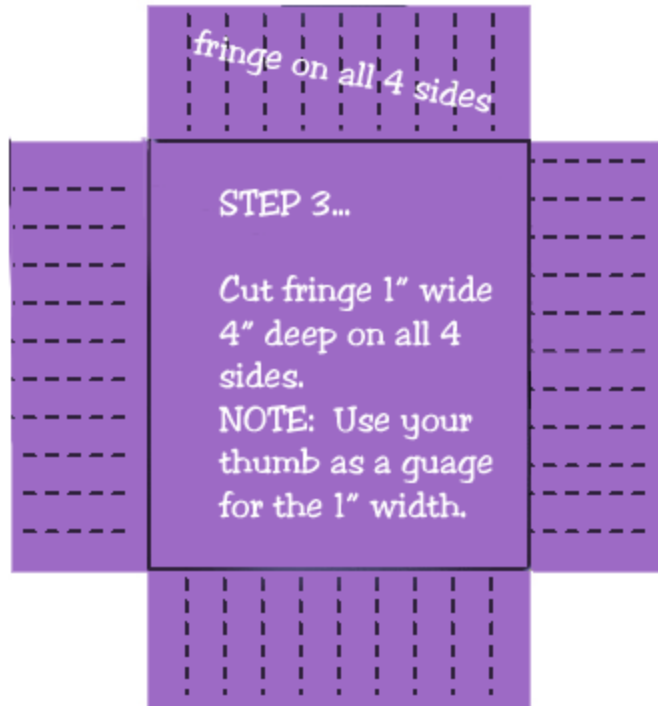 fringe on all 4 sides
STEP 3...
Cut fringe 1" wide
4" deep on all 4
sides.
NOTE: Use your
thumb as a guage
for the 1" width.